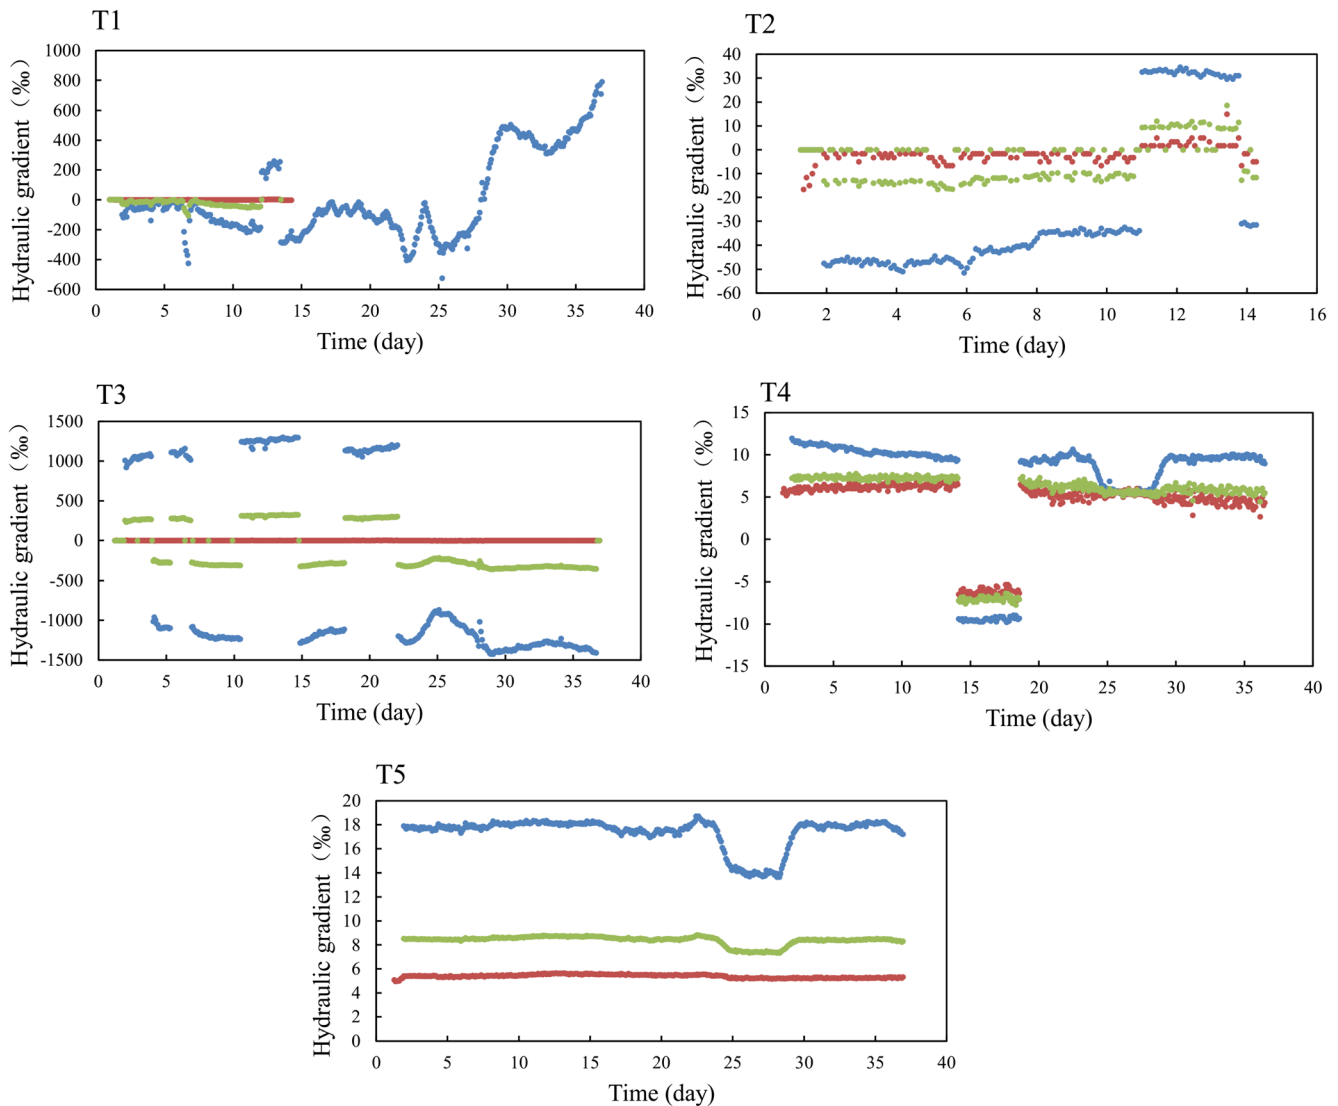 T1
1000
800
600
400
200
0
-200
-400
-600
0 5 10 15 20 25 30 35 40
Hydraulic gradient (‰)
Time (day)
T2
40
30
20
10
0
-10
-20
-30
-40
-50
-60
0 2 4 6 8 10 12 14 16
Hydraulic gradient (‰)
Time (day)
T3
1500
1000
500
0
-500
-1000
-1500
0 5 10 15 20 25 30 35 40
Hydraulic gradient (‰)
Time (day)
T4
15
10
5
0
-5
-10
-15
0 5 10 15 20 25 30 35 40
Hydraulic gradient (‰)
Time (day)
T5
20
18
16
14
12
10
8
6
4
2
0
0 5 10 15 20 25 30 35 40
Hydraulic gradient (‰)
Time (day)